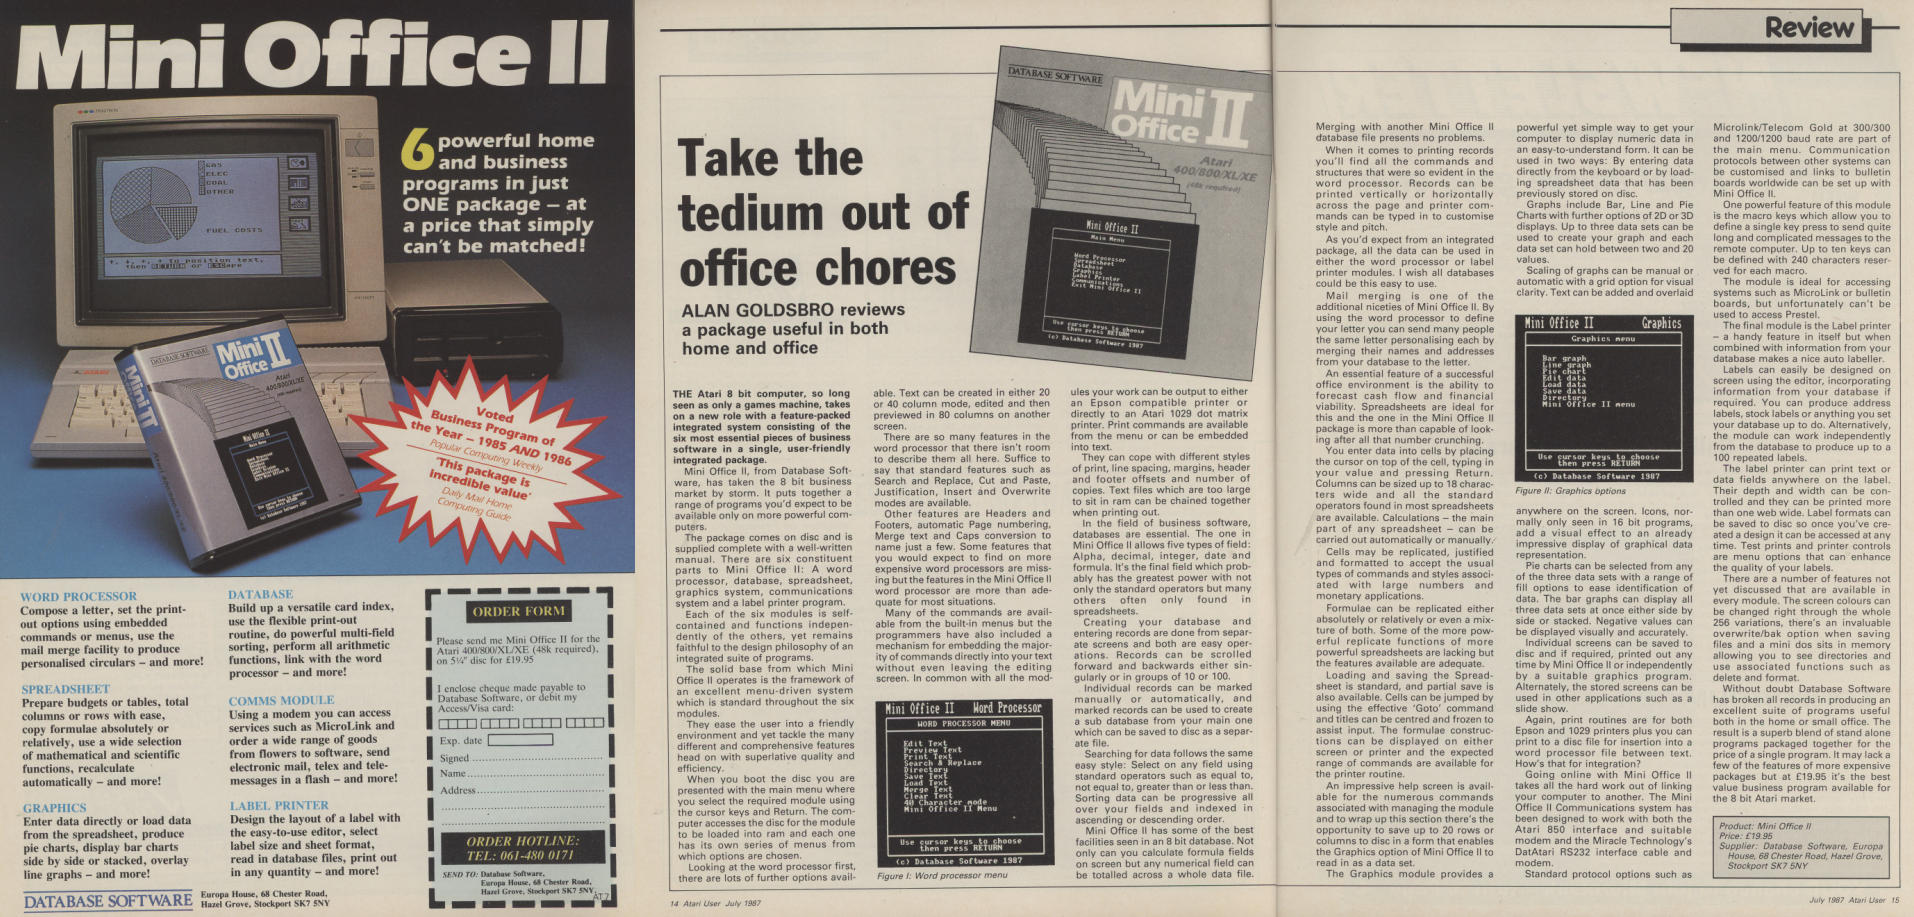 Mini Office II
6 powerful home
and business
programs in just
ONE package – at
a price that simply
can't be matched!
GAS
ELEC
COAL
OTHER
FUEL COSTS
+, +, +, + to position text,
then RETURN or ESCape
DATABASE SOFTWARE
Mini
Office II
Atari
400/800/XL/XE
Mini II
Voted
Business Program of
the Year – 1985 AND 1986
Popular Computing Weekly
'This package is
incredible value'
Daily Mail Home
Computing Guide
WORD PROCESSOR
Compose a letter, set the print-
out options using embedded
commands or menus, use the
mail merge facility to produce
personalised circulars – and more!
SPREADSHEET
Prepare budgets or tables, total
columns or rows with ease,
copy formulae absolutely or
relatively, use a wide selection
of mathematical and scientific
functions, recalculate
automatically – and more!
GRAPHICS
Enter data directly or load data
from the spreadsheet, produce
pie charts, display bar charts
side by side or stacked, overlay
line graphs – and more!
DATABASE
Build up a versatile card index,
use the flexible print-out
routine, do powerful multi-field
sorting, perform all arithmetic
functions, link with the word
processor – and more!
COMMS MODULE
Using a modem you can access
services such as MicroLink and
order a wide range of goods
from flowers to software, send
electronic mail, telex and tele-
messages in a flash – and more!
LABEL PRINTER
Design the layout of a label with
the easy-to-use editor, select
label size and sheet format,
read in database files, print out
in any quantity – and more!
DATABASE SOFTWARE
Europa House, 68 Chester Road,
Hazel Grove, Stockport SK7 5NY
ORDER FORM
Please send me Mini Office II for the
Atari 400/800/XL/XE (48k required),
on 5¼" disc for £19.95
I enclose cheque made payable to
Database Software, or debit my
Access/Visa card:
Exp. date
Signed
Name
Address
ORDER HOTLINE:
TEL: 061-480 0171
SEND TO: Database Software,
Europa House, 68 Chester Road,
Hazel Grove, Stockport SK7 5NY.
AT7
Review
Take the
tedium out of
office chores
ALAN GOLDSBRO reviews
a package useful in both
home and office
DATABASE SOFTWARE
Mini
Office II
Atari
400/800/XL/XE
(48k required)
Mini Office II
Main Menu
Word Processor
Spreadsheet
Database
Graphics
Label Printer
Communications
Exit Mini Office II
Use cursor keys to choose
then press RETURN
(c) Database Software 1987
THE Atari 8 bit computer, so long
seen as only a games machine, takes
on a new role with a feature-packed
integrated system consisting of the
six most essential pieces of business
software in a single, user-friendly
integrated package.
Mini Office II, from Database Soft-
ware, has taken the 8 bit business
market by storm. It puts together a
range of programs you'd expect to be
available only on more powerful com-
puters.
The package comes on disc and is
supplied complete with a well-written
manual. There are six constituent
parts to Mini Office II: A word
processor, database, spreadsheet,
graphics system, communications
system and a label printer program.
Each of the six modules is self-
contained and functions indepen-
dently of the others, yet remains
faithful to the design philosophy of an
integrated suite of programs.
The solid base from which Mini
Office II operates is the framework of
an excellent menu-driven system
which is standard throughout the six
modules.
They ease the user into a friendly
environment and yet tackle the many
different and comprehensive features
head on with superlative quality and
efficiency.
When you boot the disc you are
presented with the main menu where
you select the required module using
the cursor keys and Return. The com-
puter accesses the disc for the module
to be loaded into ram and each one
has its own series of menus from
which options are chosen.
Looking at the word processor first,
there are lots of further options avail-
able. Text can be created in either 20
or 40 column mode, edited and then
previewed in 80 columns on another
screen.
There are so many features in the
word processor that there isn't room
to describe them all here. Suffice to
say that standard features such as
Search and Replace, Cut and Paste,
Justification, Insert and Overwrite
modes are available.
Other features are Headers and
Footers, automatic Page numbering,
Merge text and Caps conversion to
name just a few. Some features that
you would expect to find on more
expensive word processors are miss-
ing but the features in the Mini Office II
word processor are more than ade-
quate for most situations.
Many of the commands are avail-
able from the built-in menus but the
programmers have also included a
mechanism for embedding the major-
ity of commands directly into your text
without even leaving the editing
screen. In common with all the mod-
Mini Office II Word Processor
WORD PROCESSOR MENU
Edit Text
Preview Text
Print Text
Search & Replace
Directory
Save Text
Load Text
Merge Text
Clear Text
40 Character mode
Mini Office II Menu
Use cursor keys to choose
then press RETURN
(c) Database Software 1987
Figure I: Word processor menu
ules your work can be output to either
an Epson compatible printer or
directly to an Atari 1029 dot matrix
printer. Print commands are available
from the menu or can be embedded
into text.
They can cope with different styles
of print, line spacing, margins, header
and footer offsets and number of
copies. Text files which are too large
to sit in ram can be chained together
when printing out.
In the field of business software,
databases are essential. The one in
Mini Office II allows five types of field:
Alpha, decimal, integer, date and
formula. It's the final field which prob-
ably has the greatest power with not
only the standard operators but many
others often only found in
spreadsheets.
Creating your database and
entering records are done from separ-
ate screens and both are easy oper-
ations. Records can be scrolled
forward and backwards either sin-
gularly or in groups of 10 or 100.
Individual records can be marked
manually or automatically, and
marked records can be used to create
a sub database from your main one
which can be saved to disc as a separ-
ate file.
Searching for data follows the same
easy style: Select on any field using
standard operators such as equal to,
not equal to, greater than or less than.
Sorting data can be progressive all
over your fields and indexed in
ascending or descending order.
Mini Office II has some of the best
facilities seen in an 8 bit database. Not
only can you calculate formula fields
on screen but any numerical field can
be totalled across a whole data file.
14 Atari User July 1987
Merging with another Mini Office II
database file presents no problems.
When it comes to printing records
you'll find all the commands and
structures that were so evident in the
word processor. Records can be
printed vertically or horizontally
across the page and printer com-
mands can be typed in to customise
style and pitch.
As you'd expect from an integrated
package, all the data can be used in
either the word processor or label
printer modules. I wish all databases
could be this easy to use.
Mail merging is one of the
additional niceties of Mini Office II. By
using the word processor to define
your letter you can send many people
the same letter personalising each by
merging their names and addresses
from your database to the letter.
An essential feature of a successful
office environment is the ability to
forecast cash flow and financial
viability. Spreadsheets are ideal for
this and the one in the Mini Office II
package is more than capable of look-
ing after all that number crunching.
You enter data into cells by placing
the cursor on top of the cell, typing in
your value and pressing Return.
Columns can be sized up to 18 charac-
ters wide and all the standard
operators found in most spreadsheets
are available. Calculations – the main
part of any spreadsheet – can be
carried out automatically or manually.
Cells may be replicated, justified
and formatted to accept the usual
types of commands and styles associ-
ated with large numbers and
monetary applications.
Formulae can be replicated either
absolutely or relatively or even a mix-
ture of both. Some of the more pow-
erful replicate functions of more
powerful spreadsheets are lacking but
the features available are adequate.
Loading and saving the Spread-
sheet is standard, and partial save is
also available. Cells can be jumped by
using the effective 'Goto' command
and titles can be centred and frozen to
assist input. The formulae construc-
tions can be displayed on either
screen or printer and the expected
range of commands are available for
the printer routine.
An impressive help screen is avail-
able for the numerous commands
associated with managing the module
and to wrap up this section there's the
opportunity to save up to 20 rows or
columns to disc in a form that enables
the Graphics option of Mini Office II to
read in as a data set.
The Graphics module provides a
powerful yet simple way to get your
computer to display numeric data in
an easy-to-understand form. It can be
used in two ways: By entering data
directly from the keyboard or by load-
ing spreadsheet data that has been
previously stored on disc.
Graphs include Bar, Line and Pie
Charts with further options of 2D or 3D
displays. Up to three data sets can be
used to create your graph and each
data set can hold between two and 20
values.
Scaling of graphs can be manual or
automatic with a grid option for visual
clarity. Text can be added and overlaid
Mini Office II Graphics
Graphics menu
Bar graph
Line graph
Pie chart
Edit data
Load data
Save data
Directory
Mini Office II menu
Use cursor keys to choose
then press RETURN
(c) Database Software 1987
Figure II: Graphics options
anywhere on the screen. Icons, nor-
mally only seen in 16 bit programs,
add a visual effect to an already
impressive display of graphical data
representation.
Pie charts can be selected from any
of the three data sets with a range of
fill options to ease identification of
data. The bar graphs can display all
three data sets at once either side by
side or stacked. Negative values can
be displayed visually and accurately.
Individual screens can be saved to
disc and if required, printed out any
time by Mini Office II or independently
by a suitable graphics program.
Alternately, the stored screens can be
used in other applications such as a
slide show.
Again, print routines are for both
Epson and 1029 printers plus you can
print to a disc file for insertion into a
word processor file between text.
How's that for integration?
Going online with Mini Office II
takes all the hard work out of linking
your computer to another. The Mini
Office II Communications system has
been designed to work with both the
Atari 850 interface and suitable
modem and the Miracle Technology's
DatAtari RS232 interface cable and
modem.
Standard protocol options such as
Microlink/Telecom Gold at 300/300
and 1200/1200 baud rate are part of
the main menu. Communication
protocols between other systems can
be customised and links to bulletin
boards worldwide can be set up with
Mini Office II.
One powerful feature of this module
is the macro keys which allow you to
define a single key press to send quite
long and complicated messages to the
remote computer. Up to ten keys can
be defined with 240 characters reser-
ved for each macro.
The module is ideal for accessing
systems such as MicroLink or bulletin
boards, but unfortunately can't be
used to access Prestel.
The final module is the Label printer
– a handy feature in itself but when
combined with information from your
database makes a nice auto labeller.
Labels can easily be designed on
screen using the editor, incorporating
information from your database if
required. You can produce address
labels, stock labels or anything you set
your database up to do. Alternatively,
the module can work independently
from the database to produce up to a
100 repeated labels.
The label printer can print text or
data fields anywhere on the label.
Their depth and width can be con-
trolled and they can be printed more
than one web wide. Label formats can
be saved to disc so once you've cre-
ated a design it can be accessed at any
time. Test prints and printer controls
are menu options that can enhance
the quality of your labels.
There are a number of features not
yet discussed that are available in
every module. The screen colours can
be changed right through the whole
256 variations, there's an invaluable
overwrite/bak option when saving
files and a mini dos sits in memory
allowing you to see directories and
use associated functions such as
delete and format.
Without doubt Database Software
has broken all records in producing an
excellent suite of programs useful
both in the home or small office. The
result is a superb blend of stand alone
programs packaged together for the
price of a single program. It may lack a
few of the features of more expensive
packages but at £19.95 it's the best
value business program available for
the 8 bit Atari market.
Product: Mini Office II
Price: £19.95
Supplier: Database Software, Europa
House, 68 Chester Road, Hazel Grove,
Stockport SK7 5NY
July 1987 Atari User 15